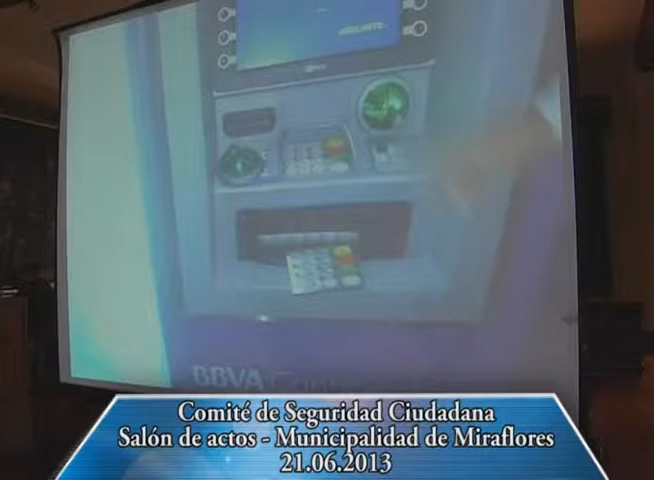 BBVA
Comité de Seguridad Ciudadana
Salón de actos - Municipalidad de Miraflores
21.06.2013